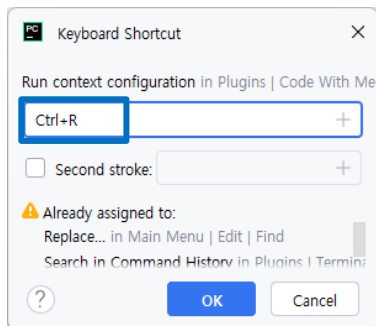 PC
Keyboard Shortcut
Run context configuration in Plugins | Code With Me
Ctrl+R
Second stroke:
Already assigned to:
Replace... in Main Menu | Edit | Find
Search in Command History in Plugins |
?
OK
Cancel